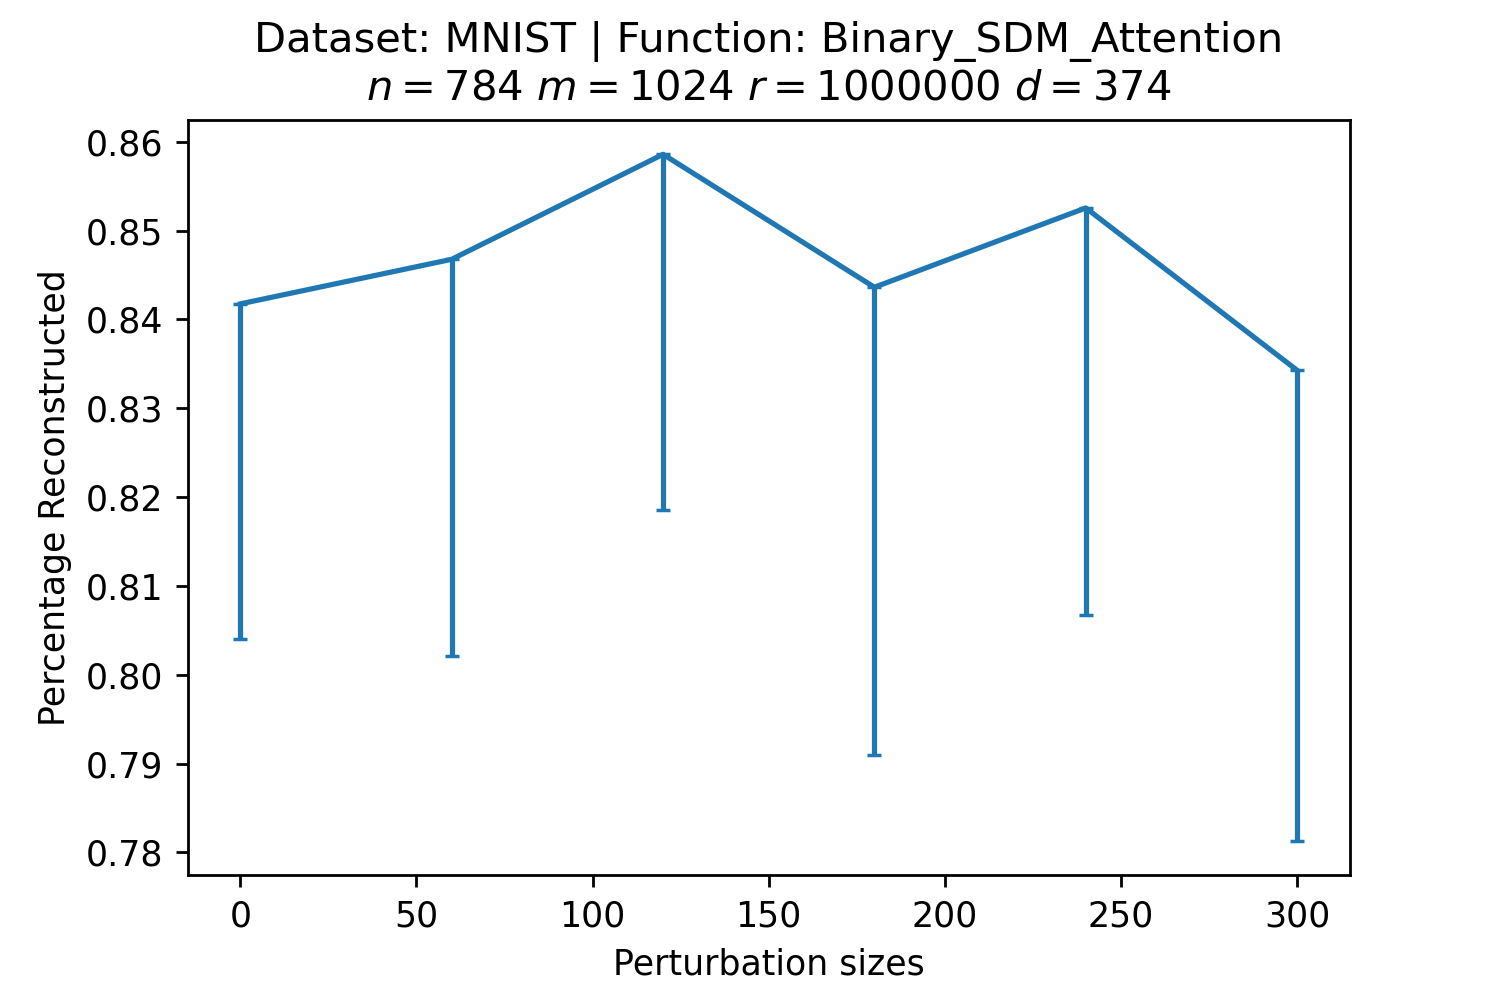 Dataset: MNIST | Function: Binary_SDM_Attention
n = 784 m = 1024 r = 1000000 d = 374
0.86
0.85
0.84
0.83
0.82
0.81
0.80
0.79
0.78
Percentage Reconstructed
0 50 100 150 200 250 300
Perturbation sizes